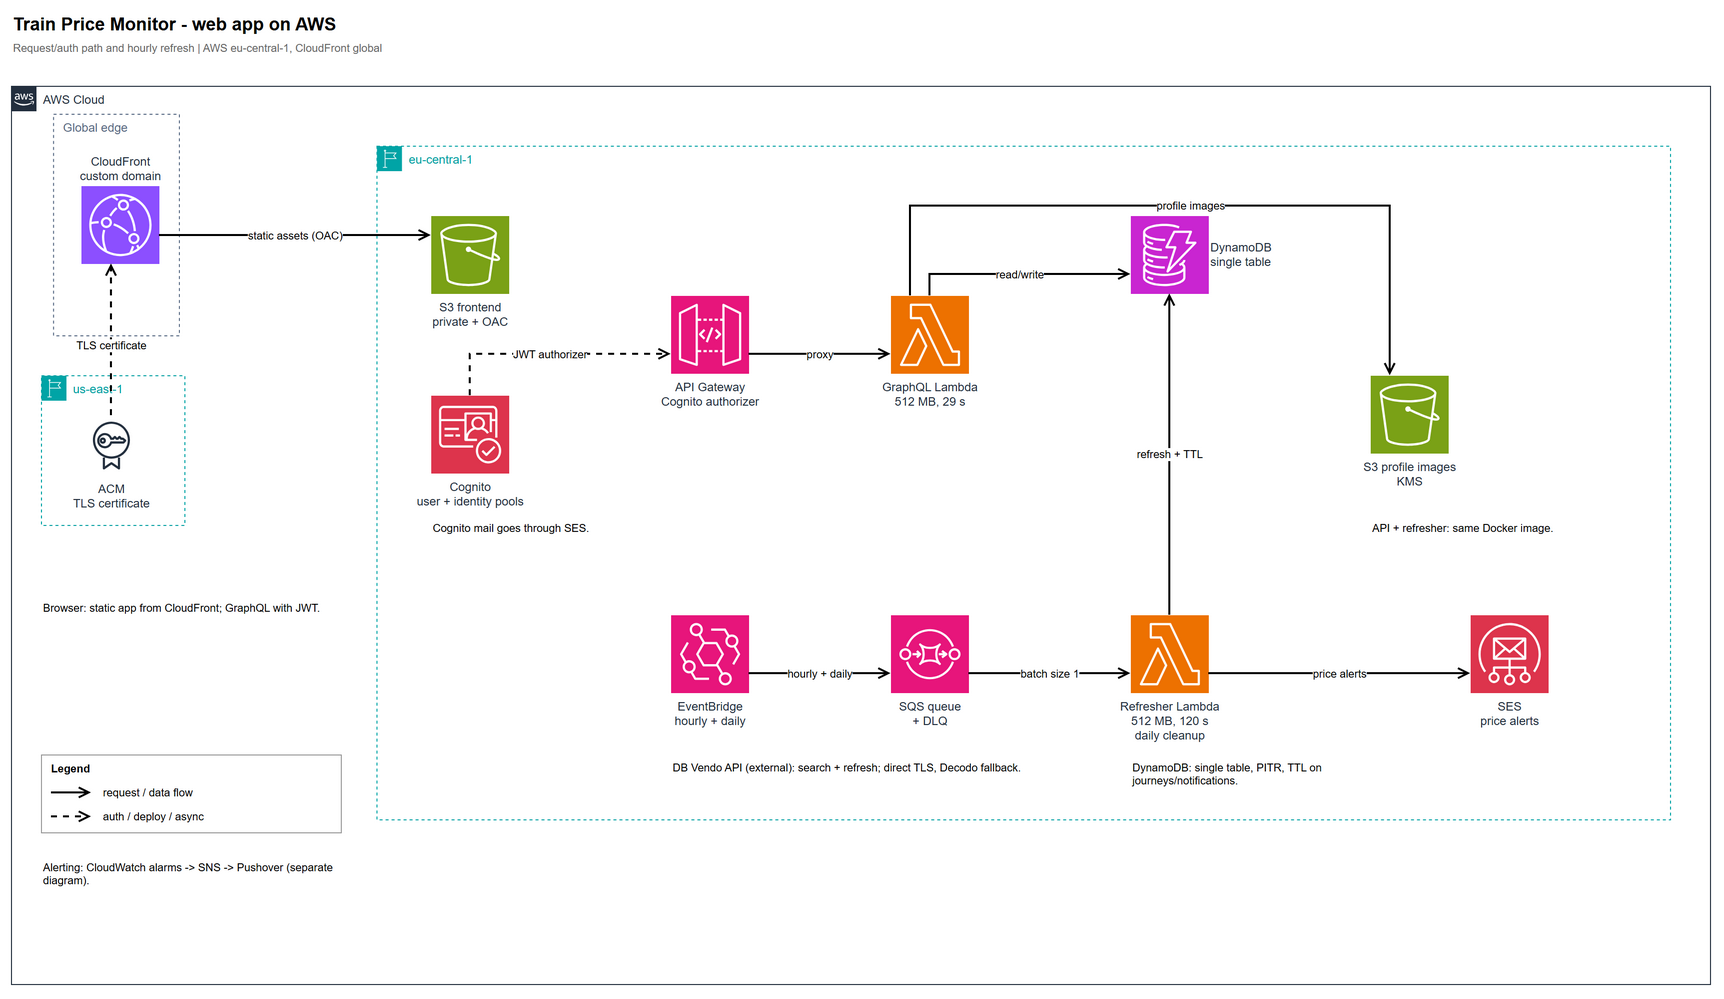 Train Price Monitor - web app on AWS
Request/auth path and hourly refresh | AWS eu-central-1, CloudFront global
aws
AWS Cloud
Global edge
CloudFront
custom domain
static assets (OAC)
TLS certificate
us-east-1
ACM
TLS certificate
eu-central-1
S3 frontend
private + OAC
JWT authorizer
Cognito
user + identity pools
Cognito mail goes through SES.
API Gateway
Cognito authorizer
proxy
GraphQL Lambda
512 MB, 29 s
profile images
read/write
DynamoDB
single table
refresh + TTL
S3 profile images
KMS
API + refresher: same Docker image.
Browser: static app from CloudFront; GraphQL with JWT.
EventBridge
hourly + daily
hourly + daily
SQS queue
+ DLQ
batch size 1
Refresher Lambda
512 MB, 120 s
daily cleanup
price alerts
SES
price alerts
DB Vendo API (external): search + refresh; direct TLS, Decodo fallback.
DynamoDB: single table, PITR, TTL on
journeys/notifications.
Legend
request / data flow
auth / deploy / async
Alerting: CloudWatch alarms -> SNS -> Pushover (separate
diagram).